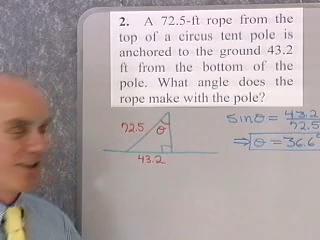 2. A 72.5-ft rope from the
top of a circus tent pole is
anchored to the ground 43.2
ft from the bottom of the
pole. What angle does the
rope make with the pole?
72.5 θ
43.2
sinθ = 43.2/72.5
⇒ θ = 36.6°